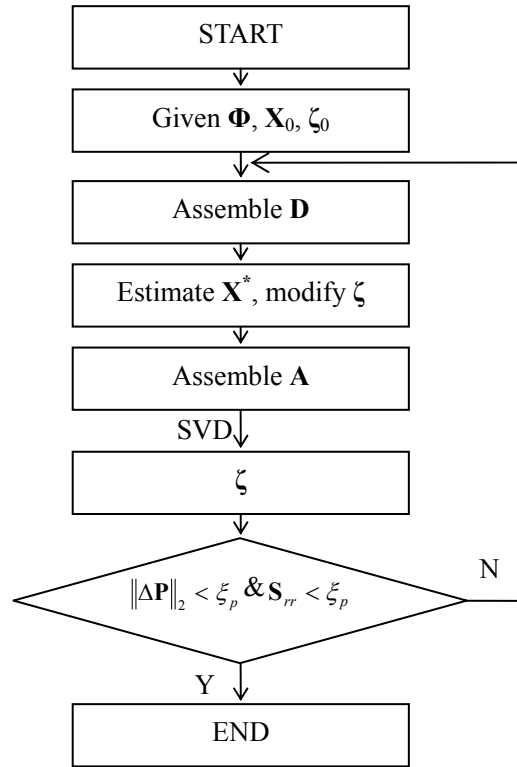 START
Given Φ, X₀, ζ₀
Assemble D
Estimate X*, modify ζ
Assemble A
SVD
ζ
‖ΔP‖₂ < ξₚ & Sᵣᵣ < ξₚ
N
Y
END